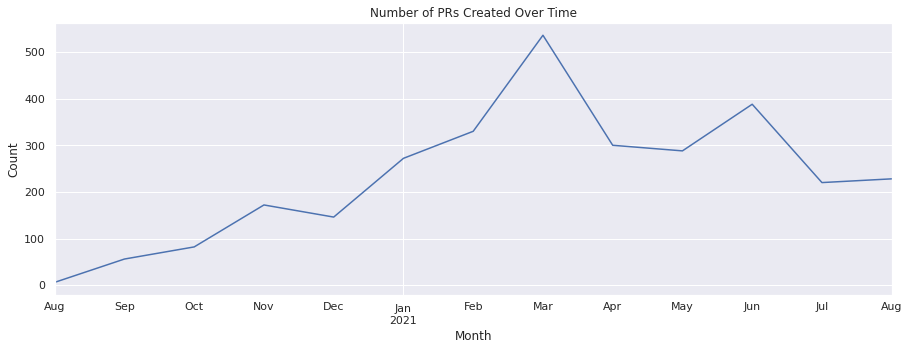 Number of PRs Created Over Time
Count
500
400
300
200
100
0
Aug Sep Oct Nov Dec Jan Feb Mar Apr May Jun Jul Aug
2021
Month